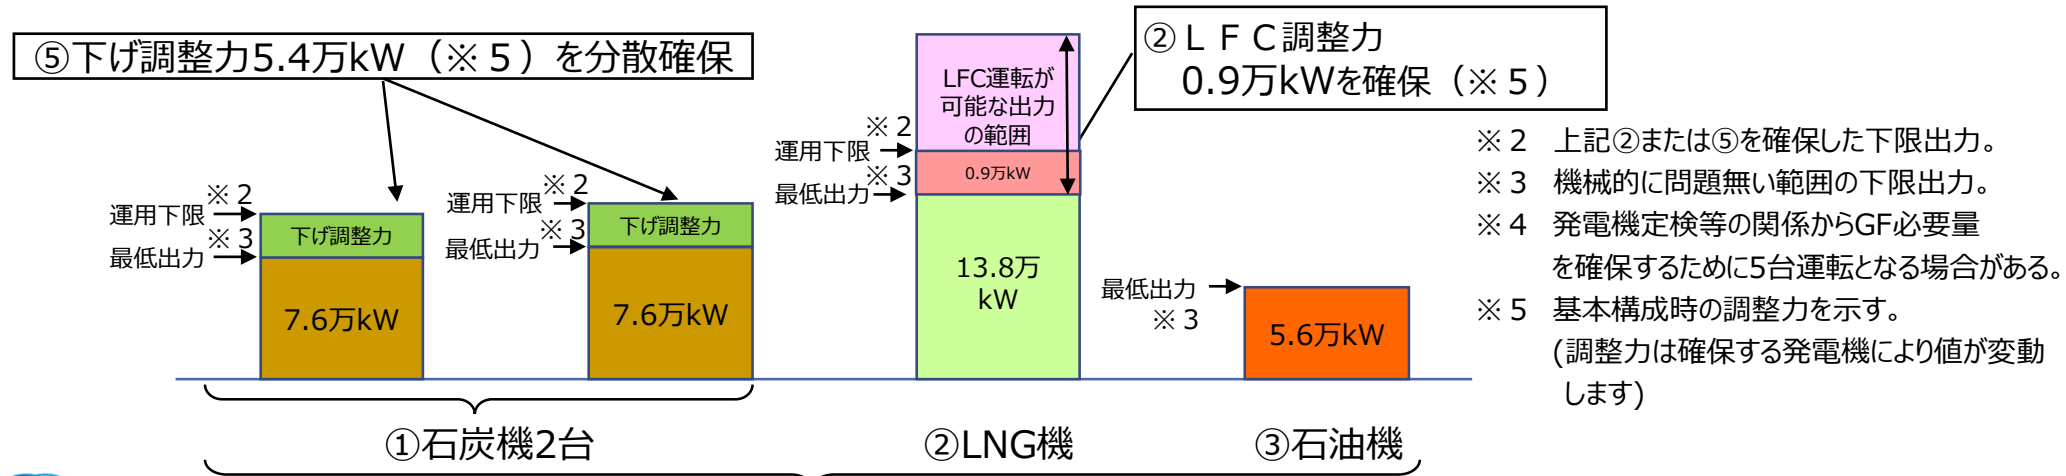 ⑤下げ調整力5.4万kW（※５）を分散確保
②ＬＦＣ調整力
0.9万kWを確保（※５）
LFC運転が
可能な出力
の範囲
※２
運用下限
0.9万kW
※３
最低出力
13.8万
kW
※２
運用下限
下げ調整力
※３
最低出力
7.6万kW
※２
運用下限
下げ調整力
※３
最低出力
7.6万kW
最低出力
※３
5.6万kW
※２　上記②または⑤を確保した下限出力。
※３　機械的に問題無い範囲の下限出力。
※４　発電機定検等の関係からGF必要量
を確保するために5台運転となる場合がある。
※５　基本構成時の調整力を示す。
(調整力は確保する発電機により値が変動
します)
①石炭機2台
②LNG機
③石油機